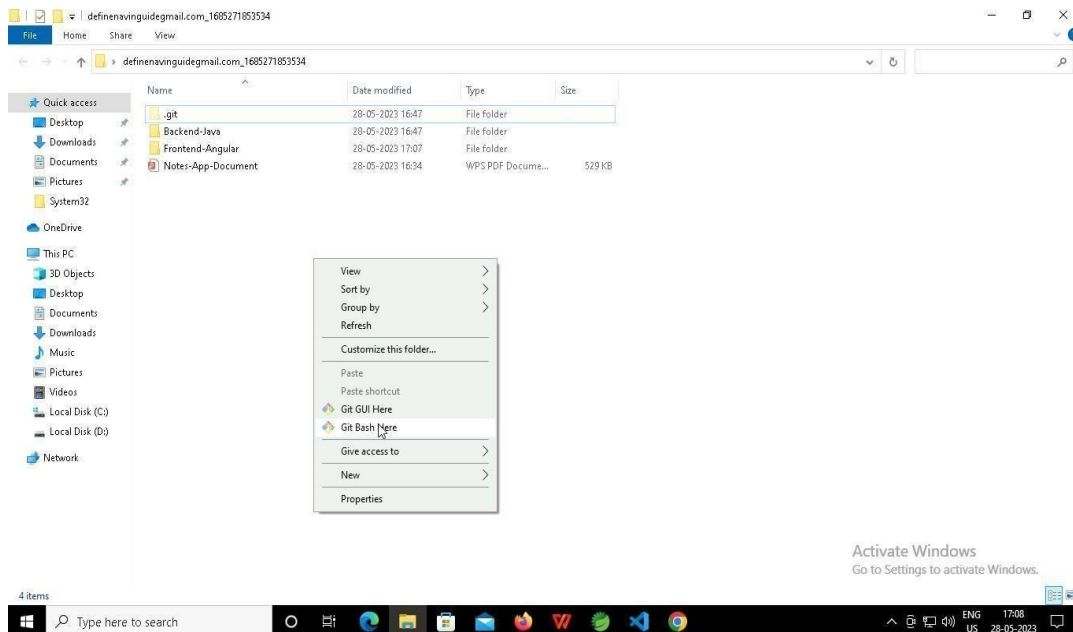 definenavinguidegmail.com_1685271853534
File Home Share View
definenavinguidegmail.com_1685271853534
Name Date modified Type Size
Quick access
Desktop
Downloads
Documents
Pictures
System32
OneDrive
This PC
3D Objects
Desktop
Documents
Downloads
Music
Pictures
Videos
Local Disk (C:)
Local Disk (D:)
Network
.git 28-05-2023 16:47 File folder
Backend-Java 28-05-2023 16:47 File folder
Frontend-Angular 28-05-2023 17:07 File folder
Notes-App-Document 28-05-2023 16:34 WPS PDF Docume... 529 KB
View
Sort by
Group by
Refresh
Customize this folder...
Paste
Paste shortcut
Git GUI Here
Git Bash Here
Give access to
New
Properties
Activate Windows
Go to Settings to activate Windows.
4 items
Type here to search
ENG 17:08
US 28-05-2023